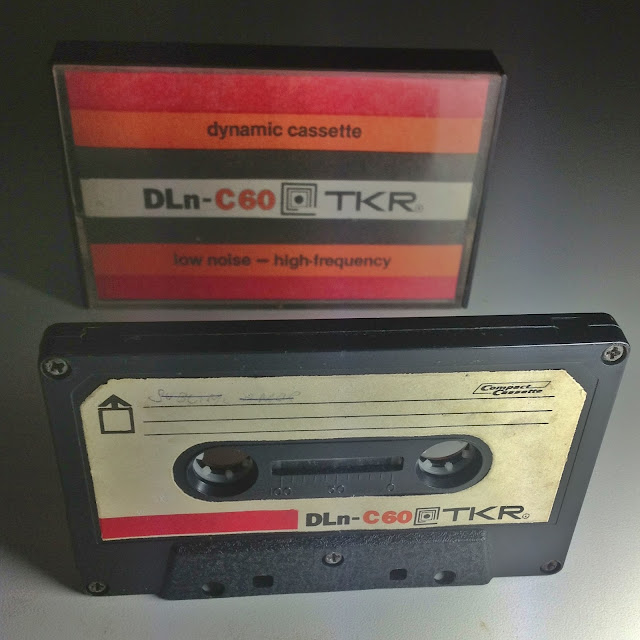 dynamic cassette
DLn-C60 TKR
low noise - high-frequency
Compact
Cassette
DLn-C60 TKR